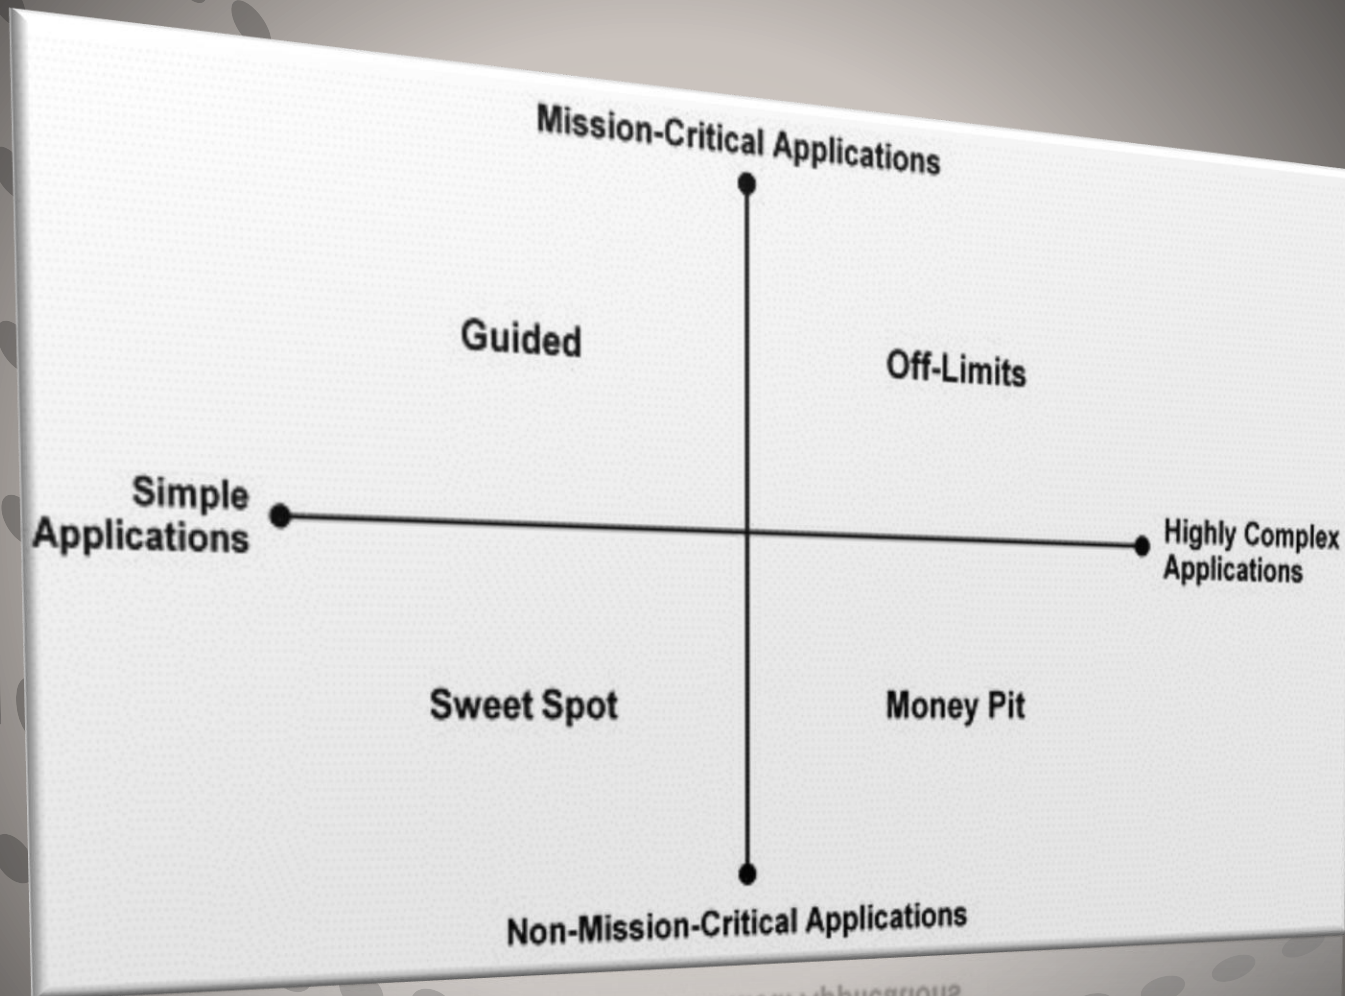 Mission-Critical Applications
Guided
Off-Limits
Simple
Applications
Highly Complex
Applications
Sweet Spot
Money Pit
Non-Mission-Critical Applications